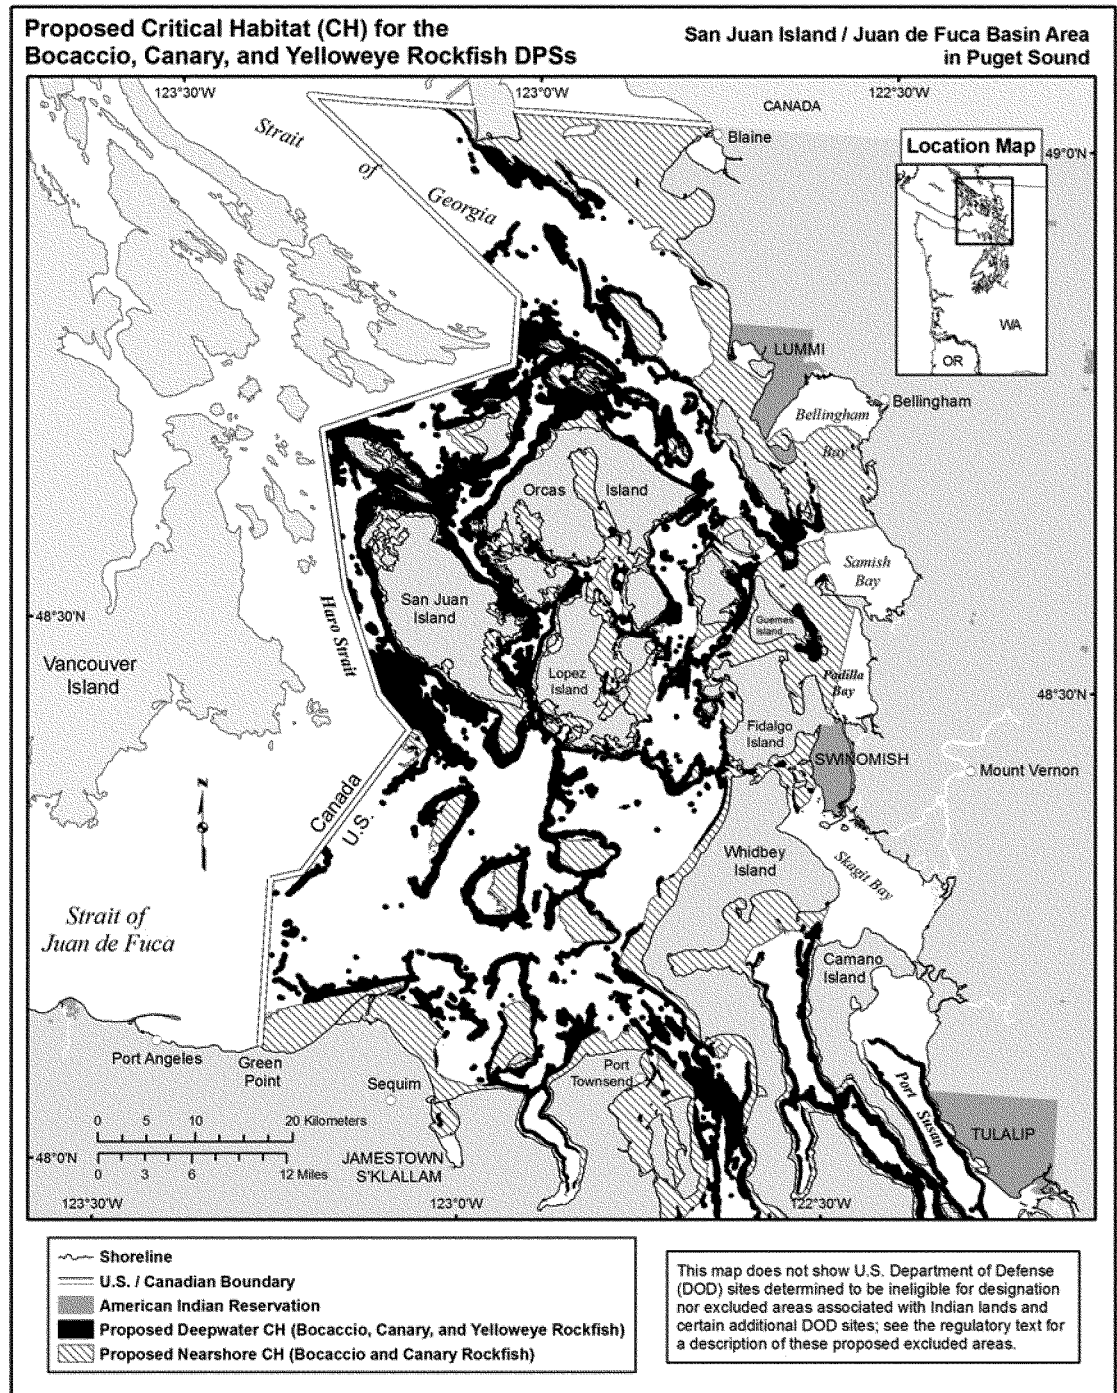 Proposed Critical Habitat (CH) for the
Bocaccio, Canary, and Yelloweye Rockfish DPSs
San Juan Island / Juan de Fuca Basin Area
in Puget Sound
123°30'W
123°0'W
122°30'W
CANADA
Blaine
Strait
of
Georgia
Location Map
49°0'N
WA
OR
LUMMI
Bellingham
Bellingham
Bay
Orcas
Island
Samish
Bay
San Juan
Island
Haro Strait
48°30'N
Guemes
Island
Vancouver
Island
Lopez
Island
Padilla
Bay
48°30'N
Fidalgo
Island
SWINOMISH
Mount Vernon
N
Canada
U.S.
Whidbey
Island
Skagit Bay
Strait of
Juan de Fuca
Camano
Island
Port Angeles
Green
Point
Sequim
Port
Townsend
Port Susan
TULALIP
0 5 10 20 Kilometers
0 3 6 12 Miles
48°0'N
JAMESTOWN
S'KLALLAM
123°30'W
123°0'W
122°30'W
Shoreline
U.S. / Canadian Boundary
American Indian Reservation
Proposed Deepwater CH (Bocaccio, Canary, and Yelloweye Rockfish)
Proposed Nearshore CH (Bocaccio and Canary Rockfish)
This map does not show U.S. Department of Defense
(DOD) sites determined to be ineligible for designation
nor excluded areas associated with Indian lands and
certain additional DOD sites; see the regulatory text for
a description of these proposed excluded areas.